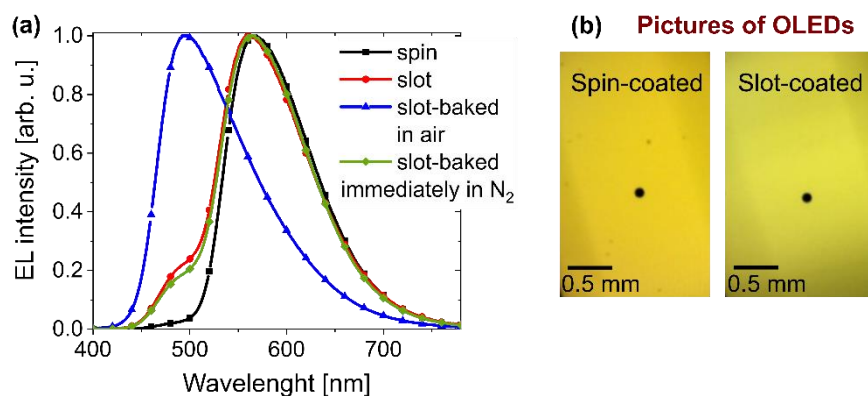 (a)
EL intensity [arb. u.]
1.0
0.8
0.6
0.4
0.2
0.0
400
500
600
700
Wavelenght [nm]
spin
slot
slot-baked
in air
slot-baked
immediately in N₂
(b) Pictures of OLEDs
Spin-coated
0.5 mm
Slot-coated
0.5 mm